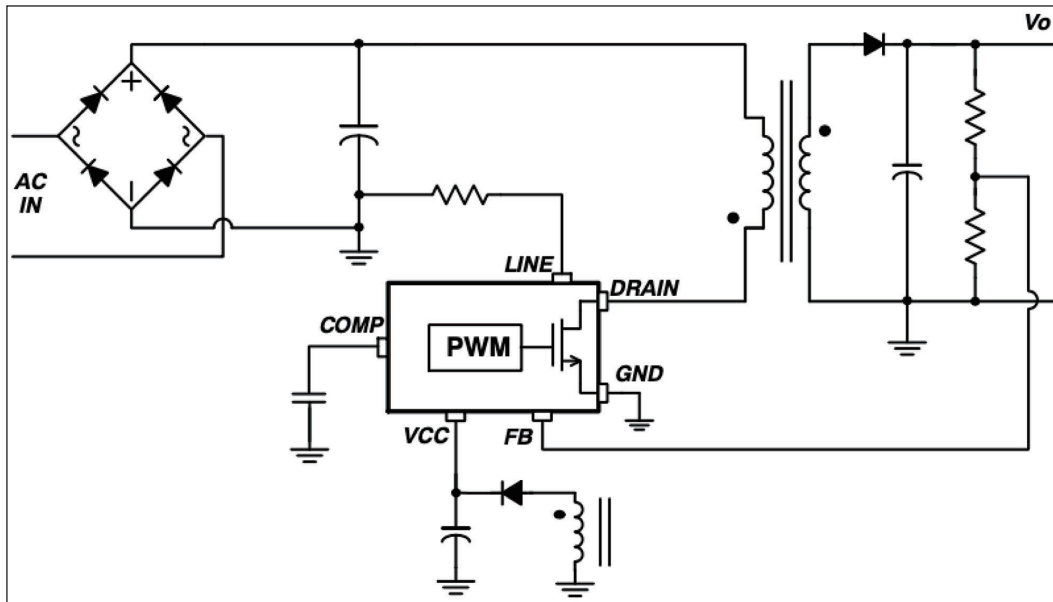 Vo
+
~ ~
AC
IN
−
LINE
DRAIN
COMP
PWM
GND
VCC
FB